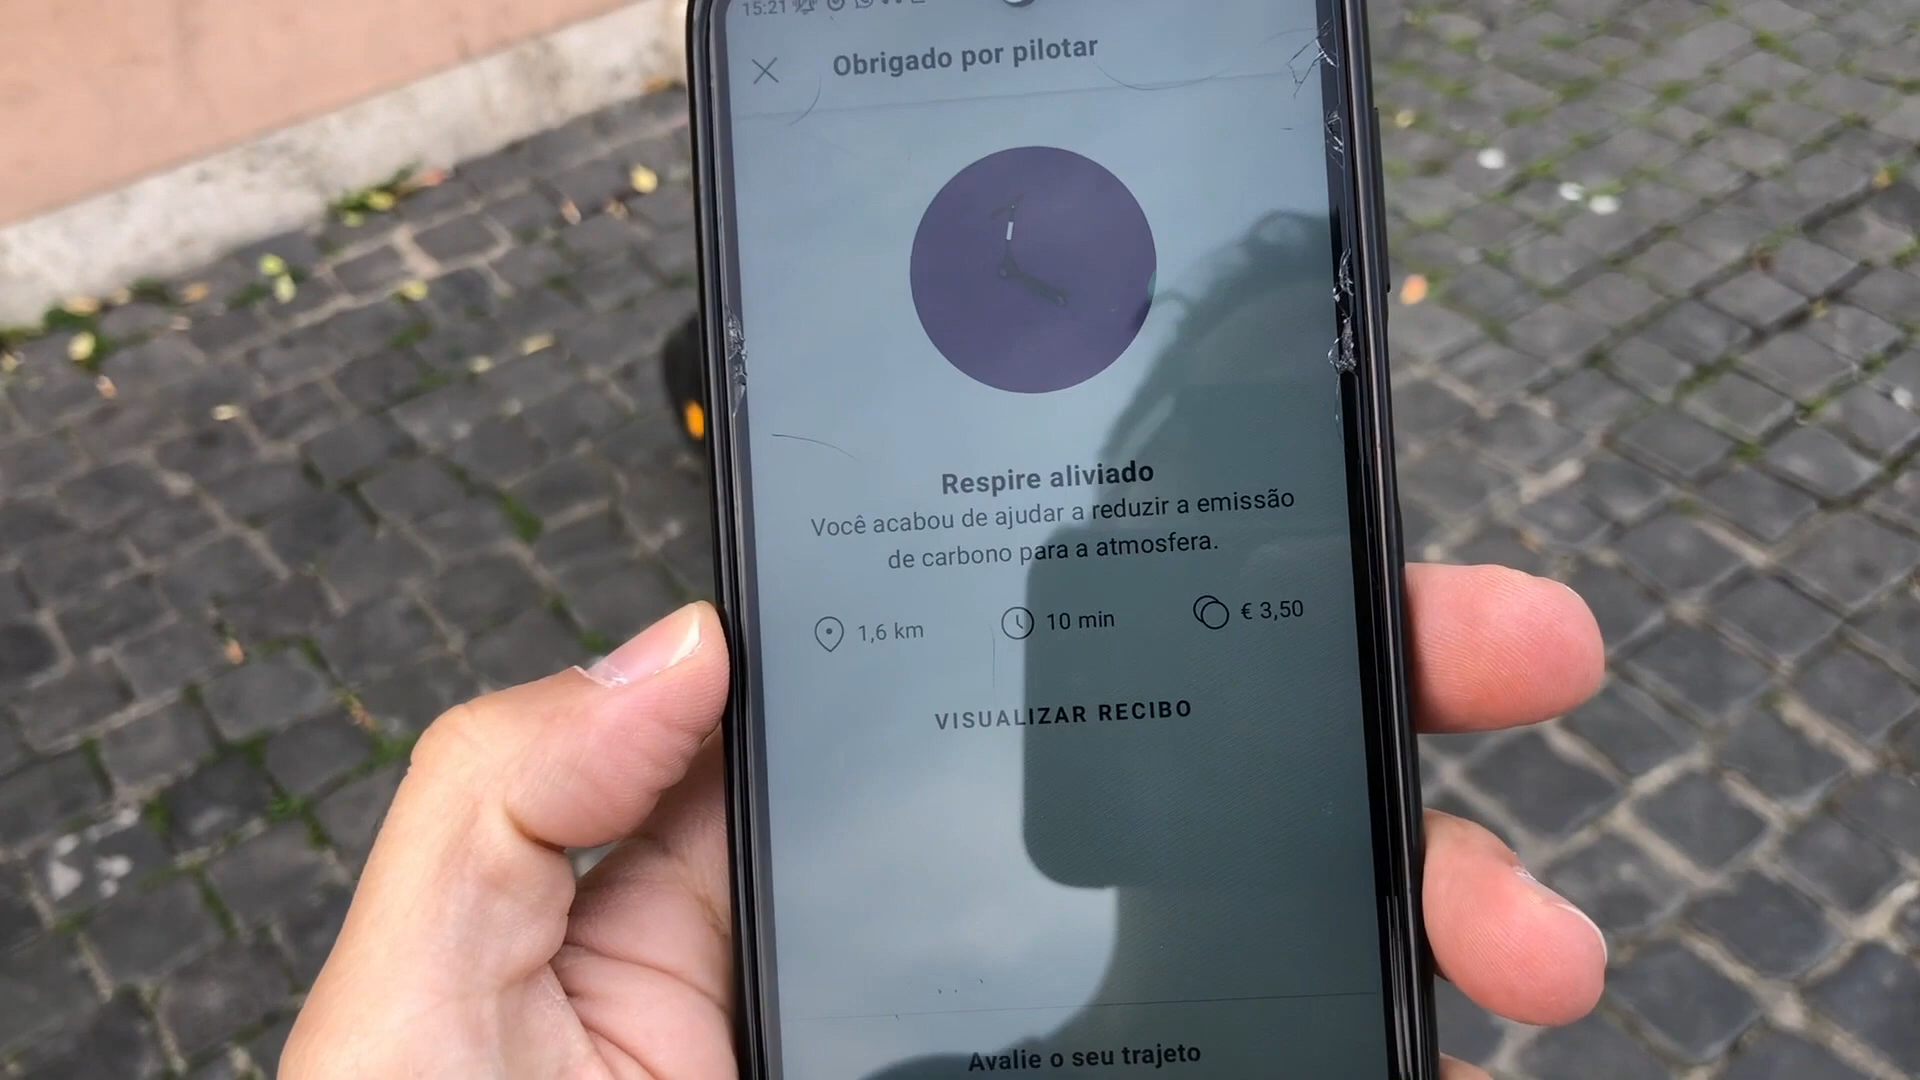 15:21
Obrigado por pilotar
Respire aliviado
Você acabou de ajudar a reduzir a emissão
de carbono para a atmosfera.
1,6 km
10 min
€ 3,50
VISUALIZAR RECIBO
Avalie o seu trajeto